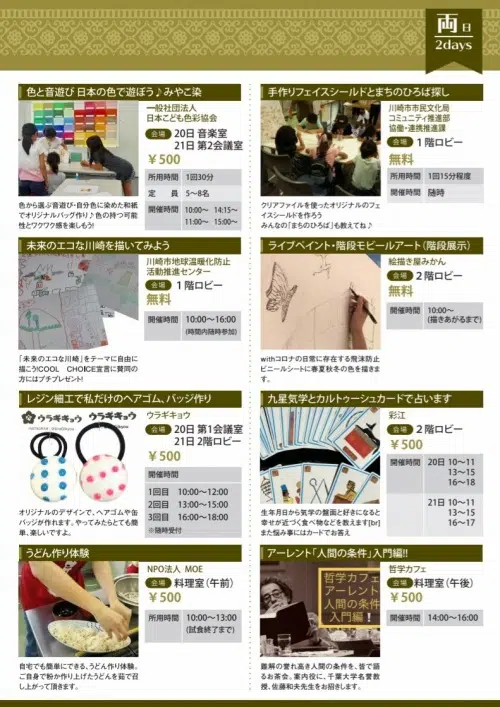 両日
2days
色と音遊び 日本の色で遊ぼう♪みやこ染
一般社団法人
日本こども色彩協会
会場 20日 音楽室
21日 第2会議室
¥500
所用時間 1回30分
定 員 5〜8名
開催時間 10:00〜 14:15〜
11:00〜 15:00〜
色から選ぶ音遊び・自分色に染めた和紙
でオリジナルバッグ作り♪色の持つ可能
性とワクワク感を楽しもう!
手作りフェイスシールドとまちのひろば探し
川崎市市民文化局
コミュニティ推進部
協働・連携推進課
会場 1階ロビー
無料
所用時間 1回15分程度
開催時間 随時
クリアファイルを使ったオリジナルのフェ
イスシールドを作ろう
みんなの「まちのひろば」も教えてね♪
未来のエコな川崎を描いてみよう
川崎市地球温暖化防止
活動推進センター
会場 1階ロビー
無料
開催時間 10:00〜16:00
(時間内随時参加)
「未来のエコな川崎」をテーマに自由に
描こう!COOL CHOICE宣言に賛同の
方にはプチプレゼント!
ライブペイント・階段モビールアート(階段展示)
絵描き屋みかん
会場 2階ロビー
無料
開催時間 10:00〜
(描きあがるまで)
withコロナの日常に存在する飛沫防止
ビニールシートに春夏秋冬の色を描きま
す。
レジン細工で私だけのヘアゴム、バッジ作り
ウラギキョウ ウラギキョウ
ウラギキョウ
会場 20日 第1会議室
21日 2階ロビー
¥500
開催時間
1回目 10:00〜12:00
2回目 13:00〜15:00
3回目 16:00〜18:00
※随時受付
オリジナルのデザインで、ヘアゴムや缶
バッジが作れます。やってみたらとても簡
単、楽しいですよ。
九星気学とカルトゥーシュカードで占います
彩江
会場 2階ロビー
¥500
開催時間 20日 10〜11
13〜15
16〜18
21日 10〜11
13〜15
16〜17
生年月日から気学の盤面と好きになると
幸せが近づく食べ物などを教えます[br]
また悩み事にはカードでお答え
うどん作り体験
NPO法人 MOE
会場 料理室(午前)
¥500
所用時間 10:00〜13:00
(試食終了まで)
自宅でも簡単にできる、うどん作り体験。
ご自身で粉か作り上げたうどんを茹で召
し上がって頂きます。
アーレント「人間の条件」入門編!!
哲学カフェ
アーレント
人間の条件
入門編!
哲学カフェ
会場 料理室(午後)
¥500
開催時間 14:00〜16:00
難解の誉れ高き人間の条件を、皆で語
るお茶会。案内役に、千葉大学名誉教
授、佐藤和夫先生をお招きします。